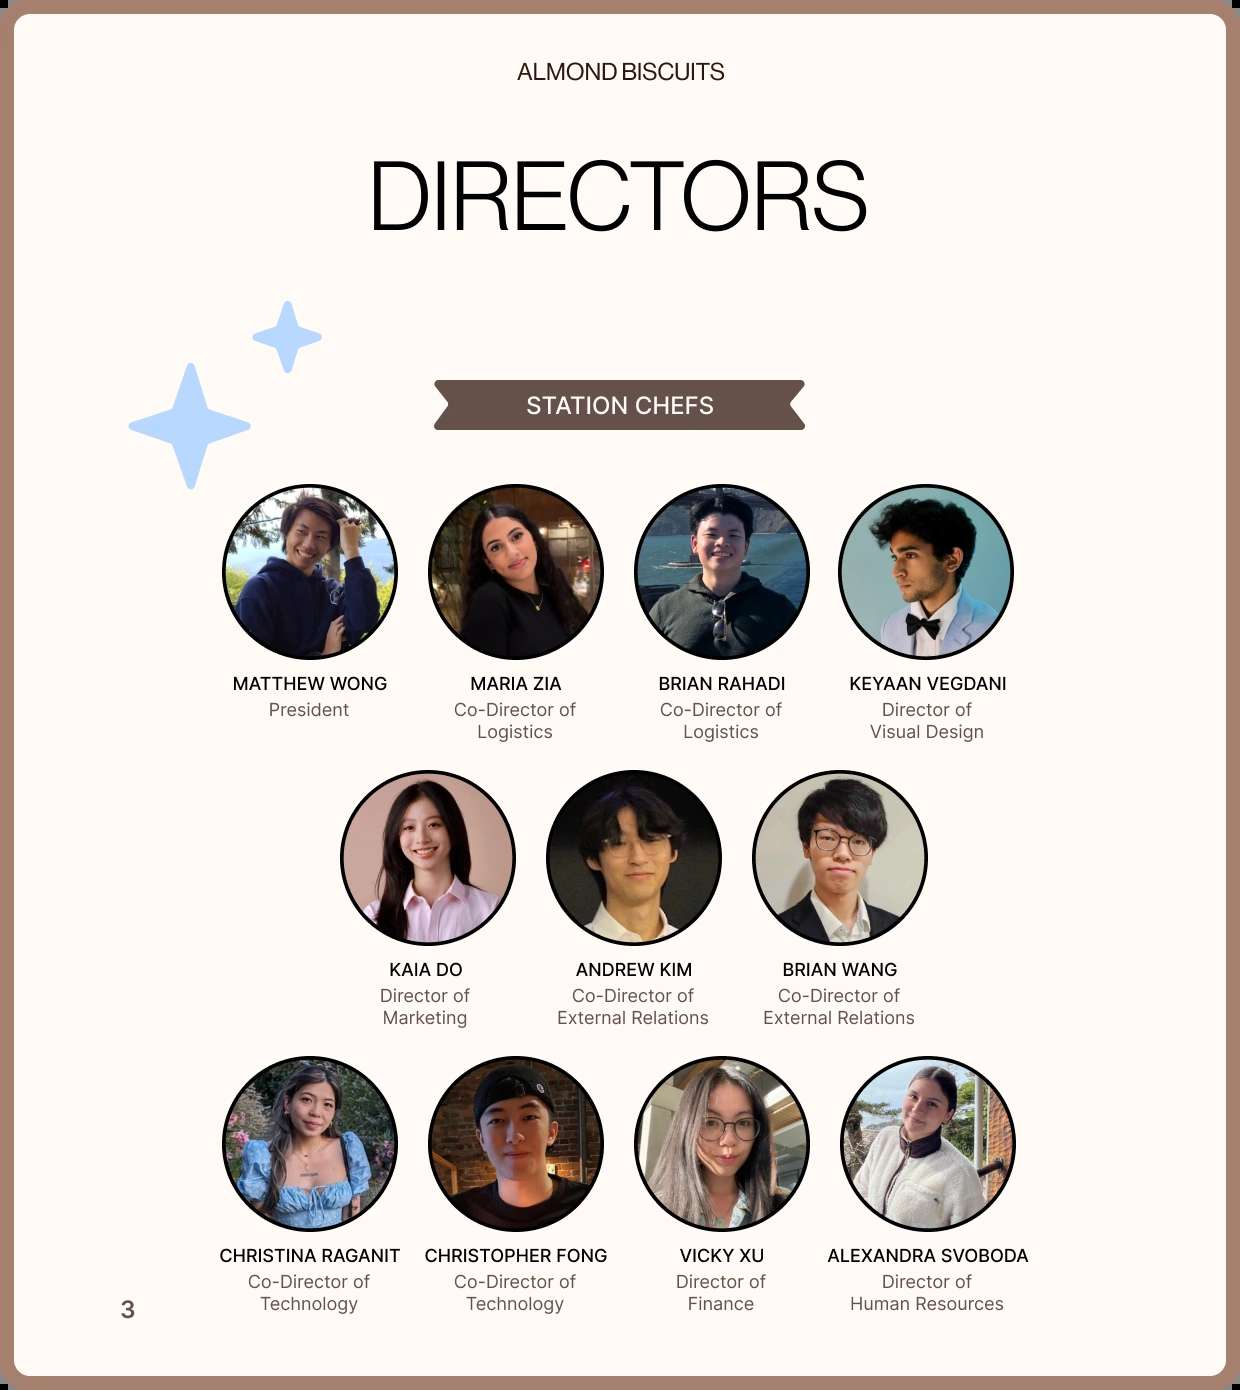 ALMOND BISCUITS
DIRECTORS
STATION CHEFS
MATTHEW WONG
President
MARIA ZIA
Co-Director of
Logistics
BRIAN RAHADI
Co-Director of
Logistics
KEYAAN VEGDANI
Director of
Visual Design
KAIA DO
Director of
Marketing
ANDREW KIM
Co-Director of
External Relations
BRIAN WANG
Co-Director of
External Relations
CHRISTINA RAGANIT
Co-Director of
Technology
CHRISTOPHER FONG
Co-Director of
Technology
VICKY XU
Director of
Finance
ALEXANDRA SVOBODA
Director of
Human Resources
3